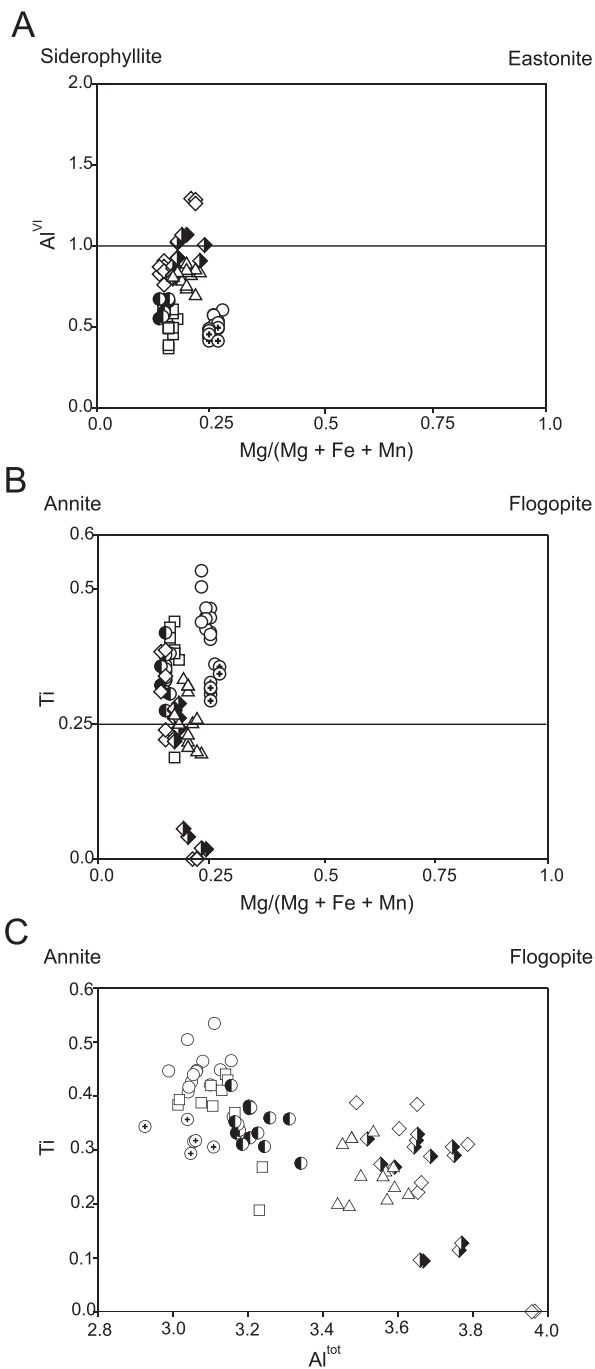 A
Siderophyllite Eastonite
2.0
1.5
Al^VI
1.0
0.5
0.0
0.0 0.25 0.5 0.75 1.0
Mg/(Mg + Fe + Mn)
B
Annite Flogopite
0.6
0.5
Ti
0.25
0.0
0.0 0.25 0.5 0.75 1.0
Mg/(Mg + Fe + Mn)
C
Annite Flogopite
0.6
0.5
0.4
Ti
0.3
0.2
0.1
0.0
2.8 3.0 3.2 3.4 3.6 3.8 4.0
Al^tot